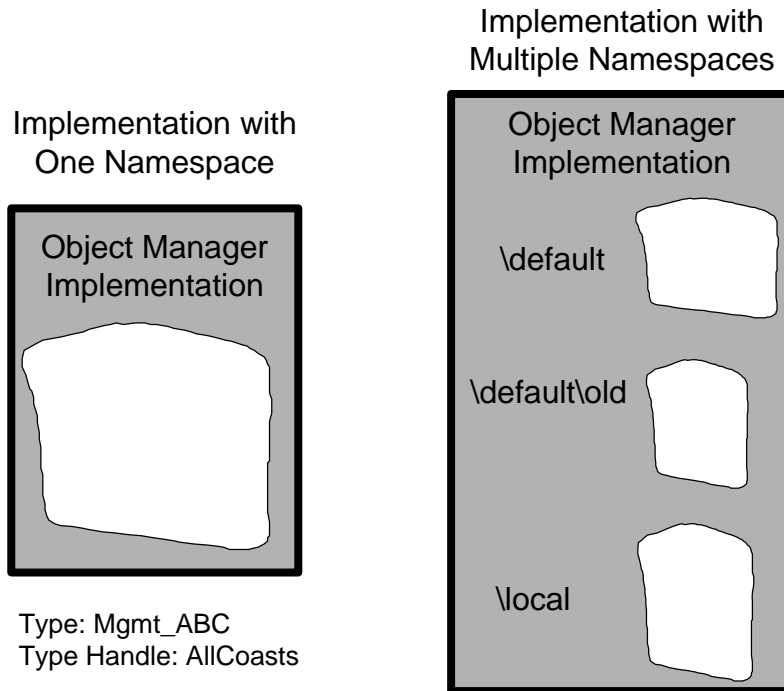 Implementation with
One Namespace
Object Manager
Implementation
Type: Mgmt_ABC
Type Handle: AllCoasts
Implementation with
Multiple Namespaces
Object Manager
Implementation
\default
\default\old
\local